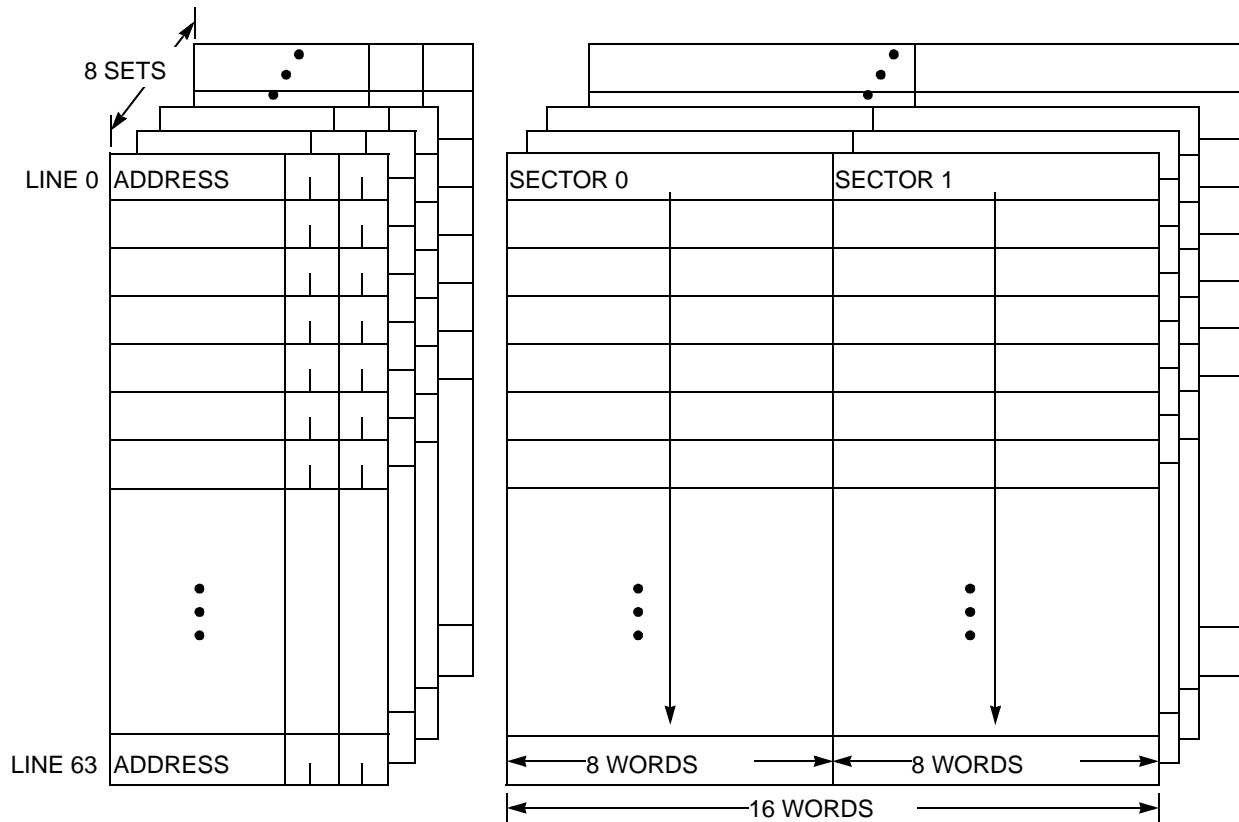 8 SETS
LINE 0 ADDRESS SECTOR 0 SECTOR 1
LINE 63 ADDRESS 8 WORDS 8 WORDS
16 WORDS